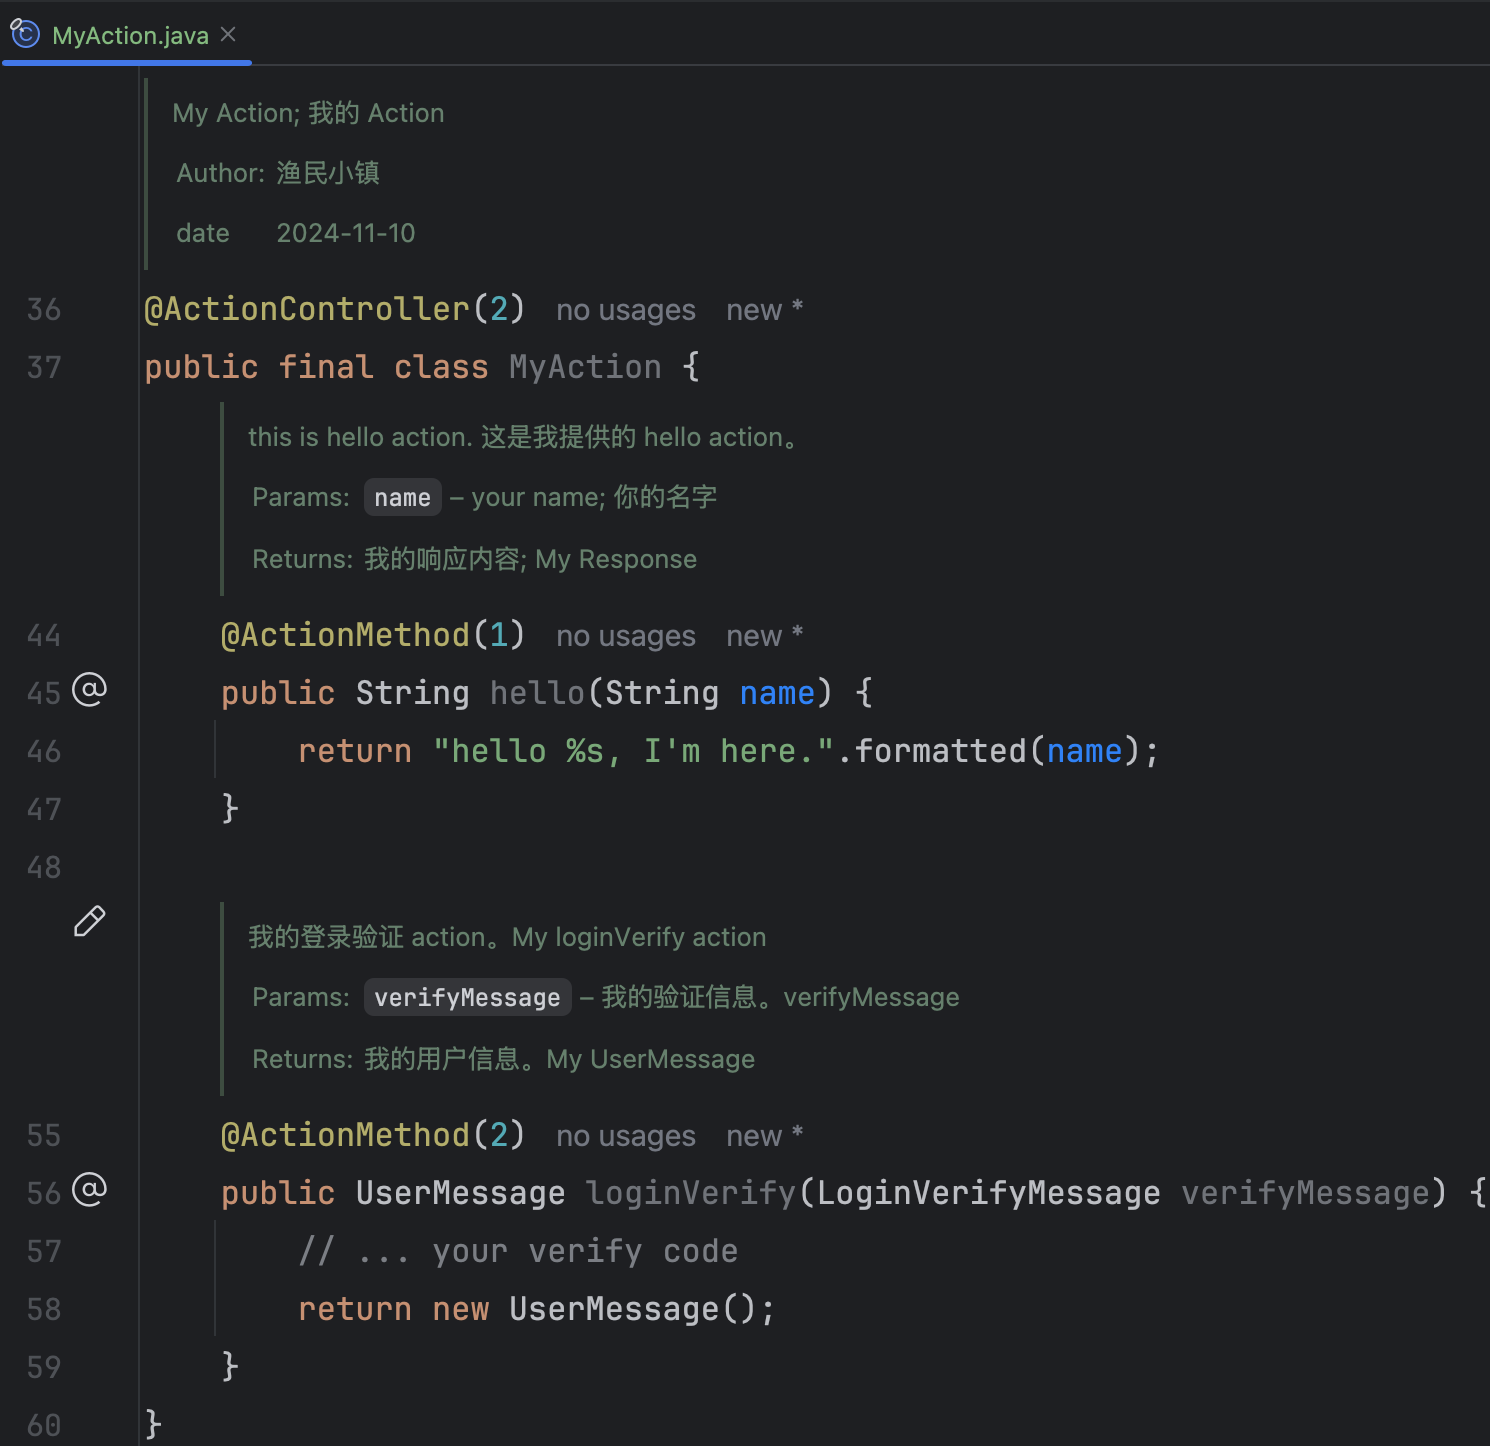 MyAction.java
My Action; 我的 Action
Author: 渔民小镇
date 2024-11-10
36 @ActionController(2) no usages new *
37 public final class MyAction {
this is hello action. 这是我提供的 hello action。
Params: name – your name; 你的名字
Returns: 我的响应内容; My Response
44 @ActionMethod(1) no usages new *
45 public String hello(String name) {
46 return "hello %s, I'm here.".formatted(name);
47 }
48
我的登录验证 action。My loginVerify action
Params: verifyMessage – 我的验证信息。verifyMessage
Returns: 我的用户信息。My UserMessage
55 @ActionMethod(2) no usages new *
56 public UserMessage loginVerify(LoginVerifyMessage verifyMessage) {
57 // ... your verify code
58 return new UserMessage();
59 }
60 }